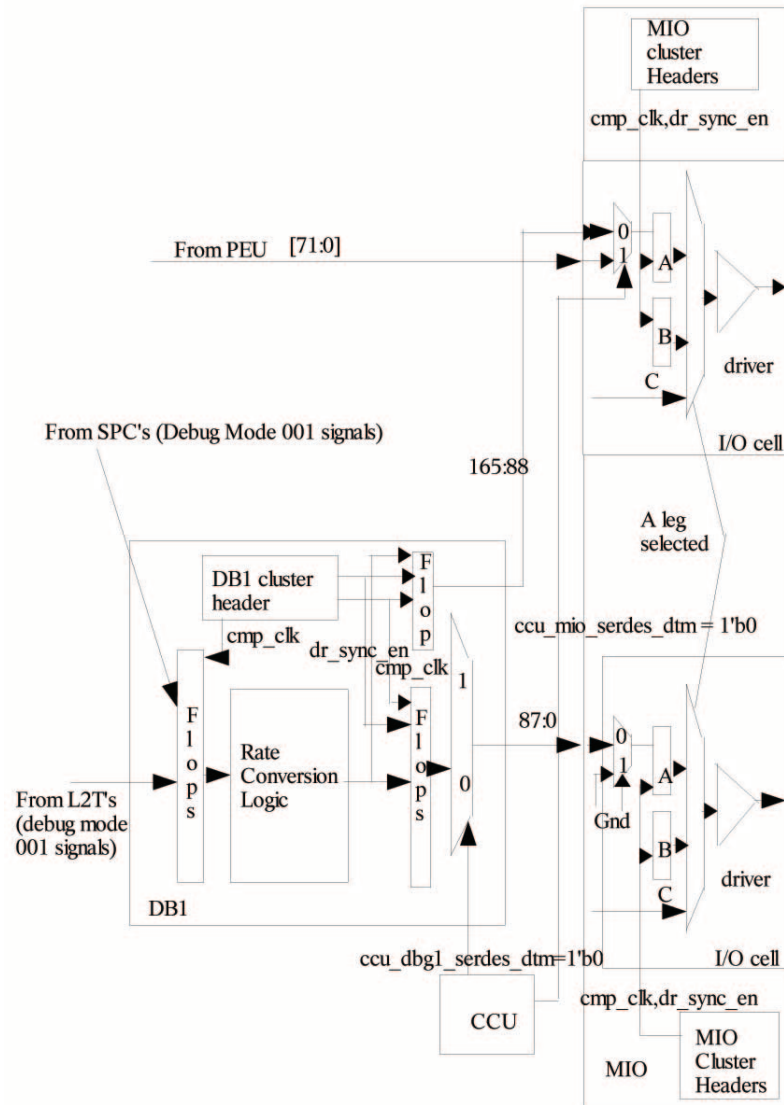 MIO
cluster
Headers
cmp_clk,dr_sync_en
From PEU [71:0]
0
1
A
B
C
driver
I/O cell
From SPC's (Debug Mode 001 signals)
165:88
A leg
selected
DB1 cluster
header
F
l
o
p
cmp_clk
dr_sync_en
cmp_clk
ccu_mio_serdes_dtm = 1'b0
F
l
o
p
s
Rate
Conversion
Logic
F
l
o
p
s
1
0
87:0
0
1
Gnd
A
B
C
driver
I/O cell
From L2T's
(debug mode
001 signals)
DB1
ccu_dbg1_serdes_dtm=1'b0
CCU
cmp_clk,dr_sync_en
MIO
Cluster
Headers
MIO